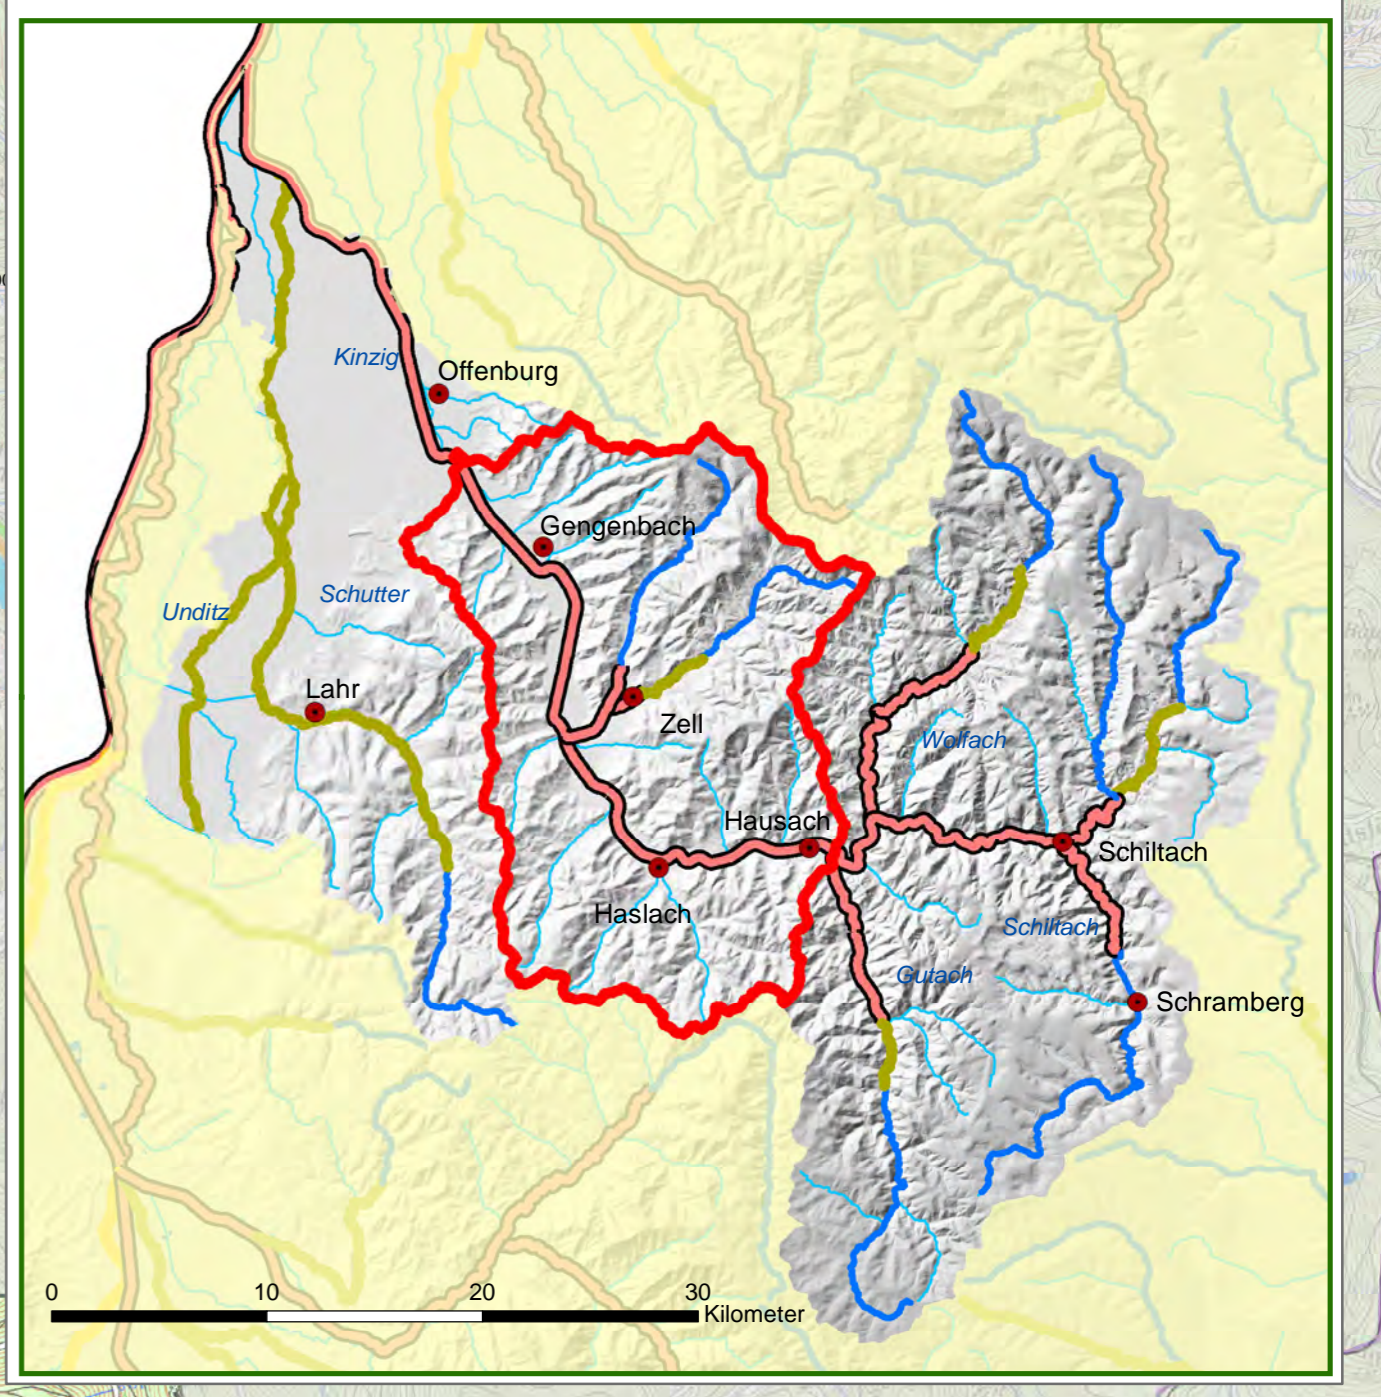 Kinzig
Offenburg
Gengenbach
Schutter
Unditz
Lahr
Zell
Wolfach
Hausach
Schiltach
Haslach
Schiltach
Gutach
Schramberg
0 10 20 30
Kilometer